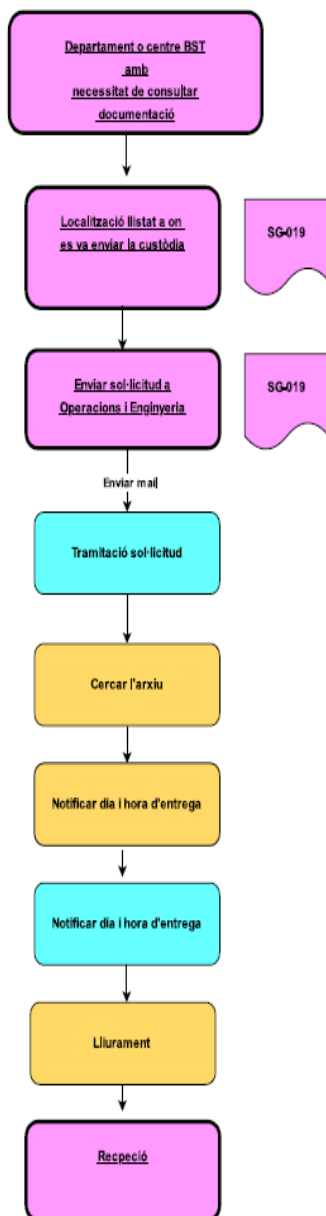 Departament o centre BST
amb
necessitat de consultar
documentació
Localització llistat a on
es va enviar la custòdia
SG-019
Enviar sol·licitud a
Operacions i Enginyeria
SG-019
Enviar mail
Tramitació sol·licitud
Cercar l'arxiu
Notificar dia i hora d'entrega
Notificar dia i hora d'entrega
Lliurament
Recpeció